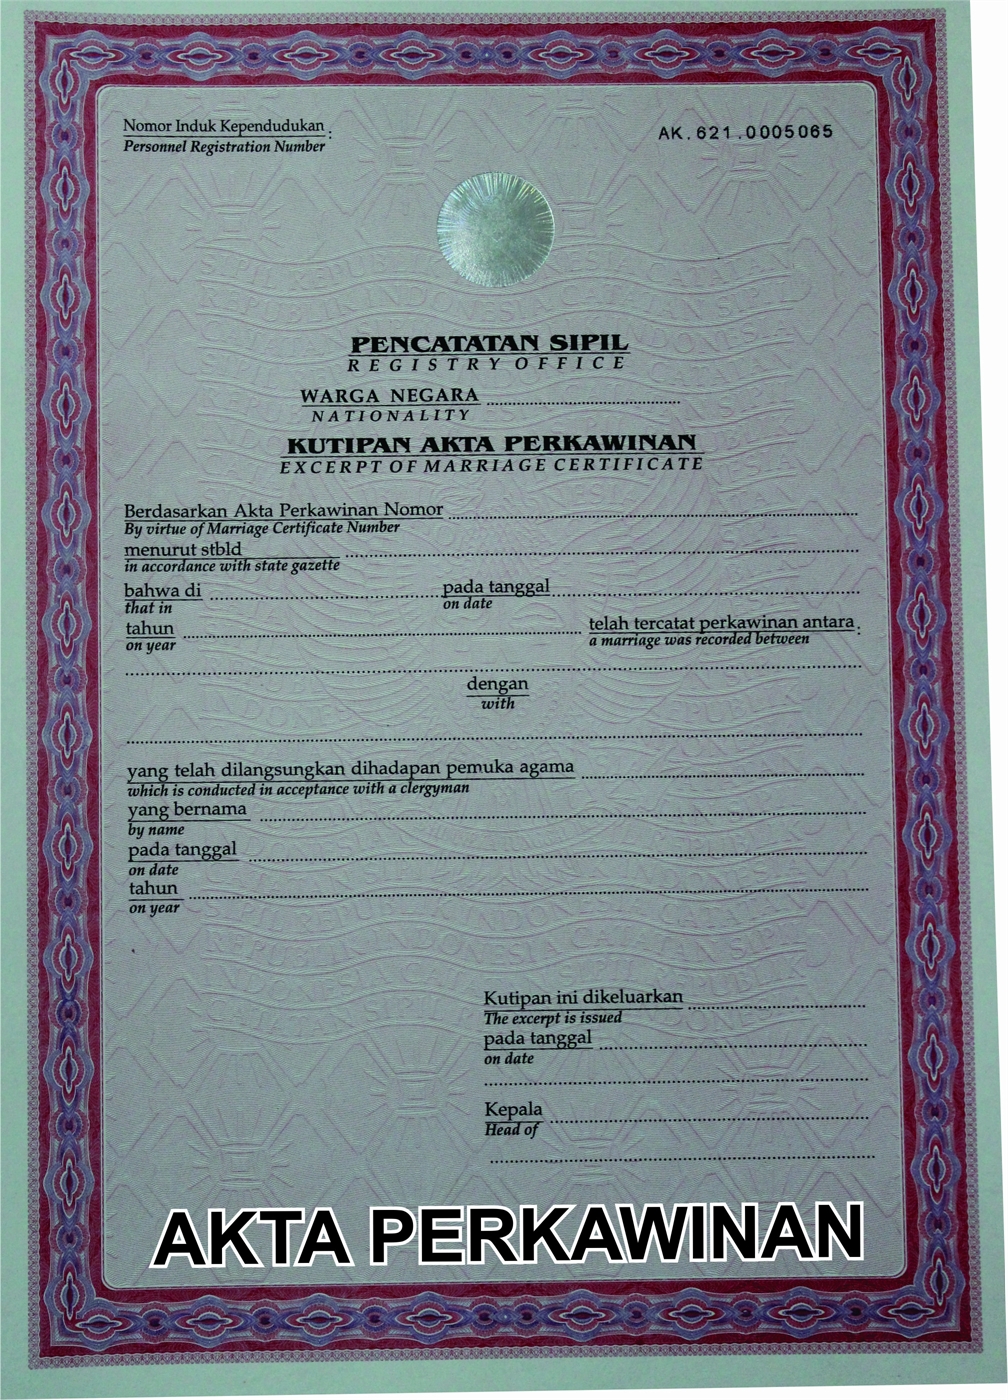 Nomor Induk Kependudukan :
Personnel Registration Number
AK.621.0005065
PENCATATAN SIPIL
REGISTRY OFFICE
WARGA NEGARA
NATIONALITY
KUTIPAN AKTA PERKAWINAN
EXCERPT OF MARRIAGE CERTIFICATE
Berdasarkan Akta Perkawinan Nomor
By virtue of Marriage Certificate Number
menurut stbld
in accordance with state gazette
bahwa di pada tanggal
that in on date
tahun telah tercatat perkawinan antara :
on year a marriage was recorded between
dengan
with
yang telah dilangsungkan dihadapan pemuka agama
which is conducted in acceptance with a clergyman
yang bernama
by name
pada tanggal
on date
tahun
on year
Kutipan ini dikeluarkan
The excerpt is issued
pada tanggal
on date
Kepala
Head of
AKTA PERKAWINAN